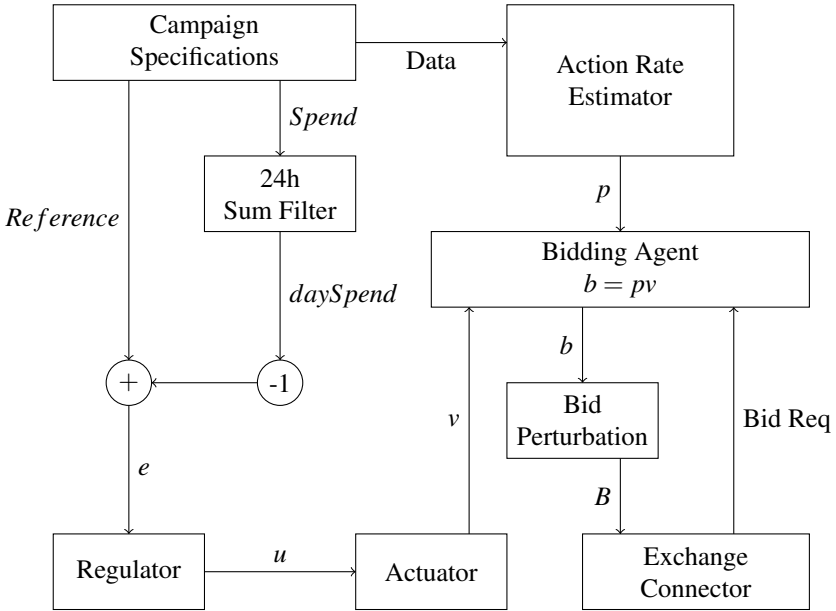 Campaign
Specifications
Data
Action Rate
Estimator
Spend
24h
Sum Filter
Reference
p
Bidding Agent
b = pv
daySpend
b
+
-1
Bid
Perturbation
v
Bid Req
e
B
Regulator
u
Actuator
Exchange
Connector